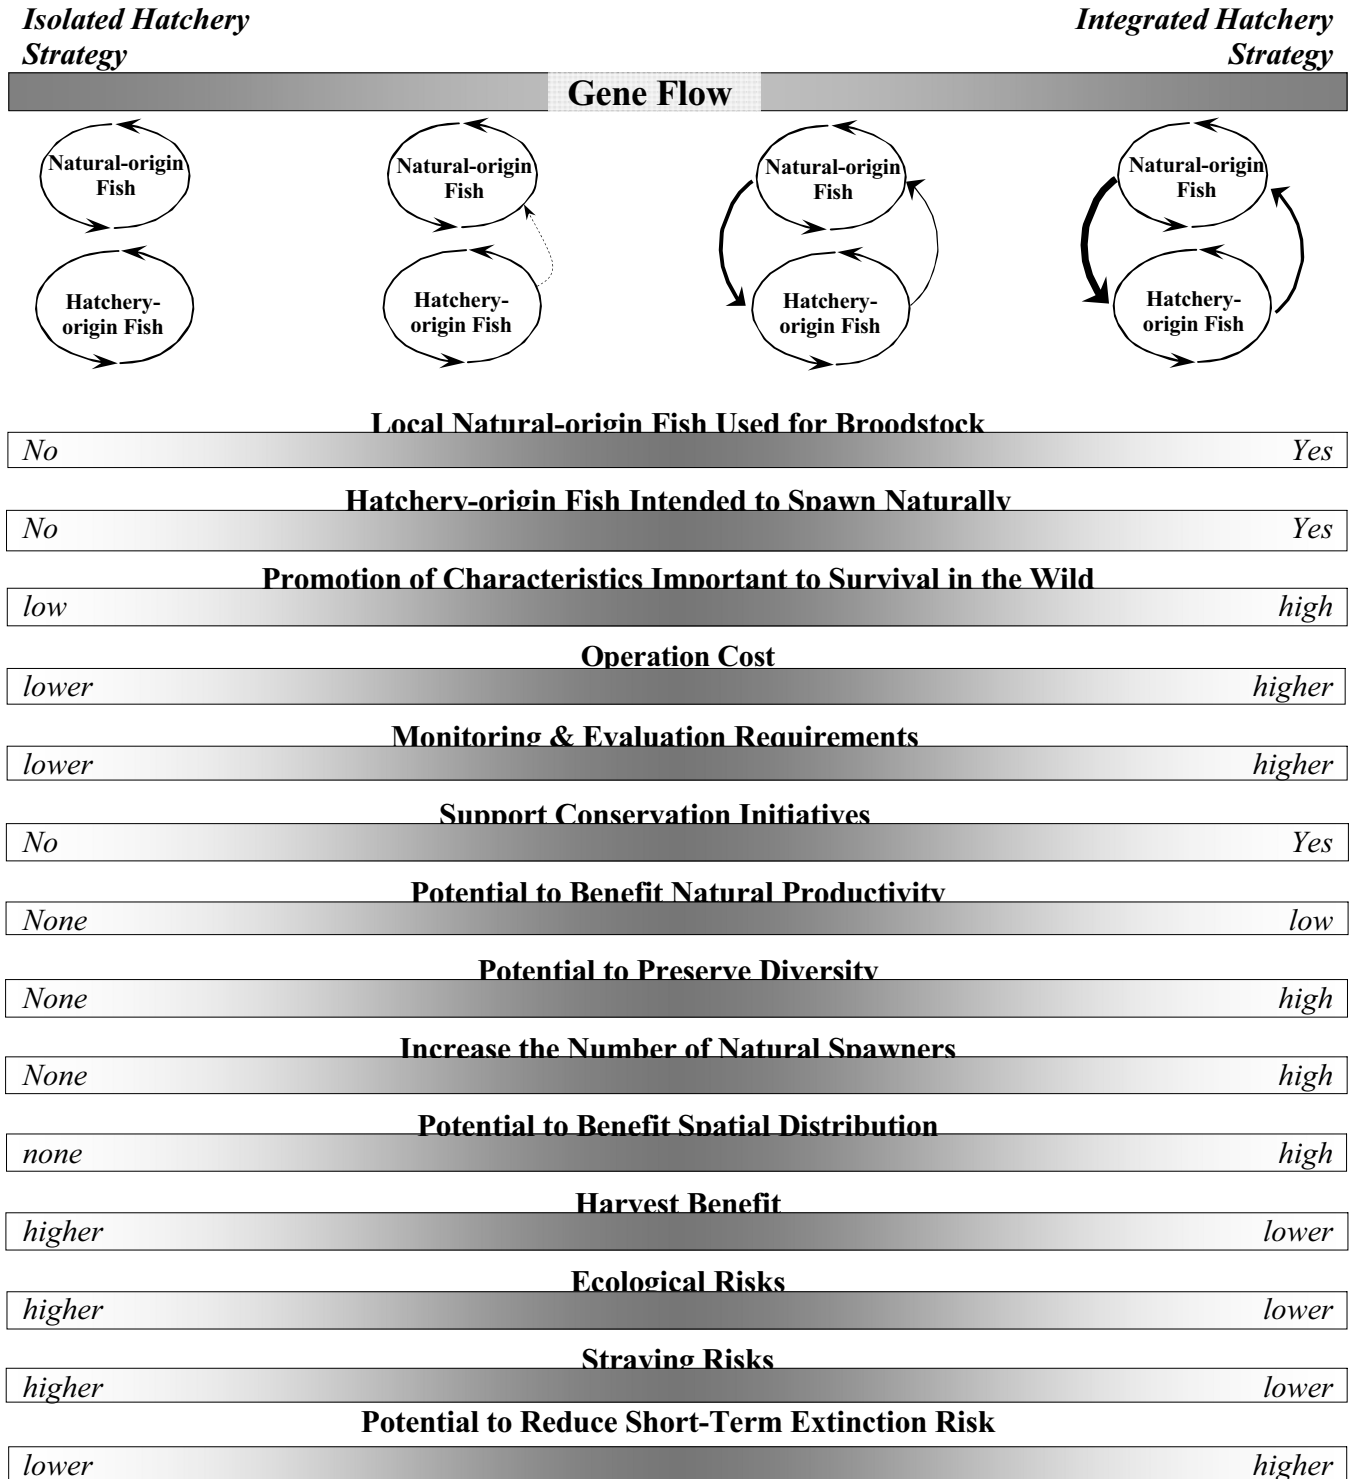 Isolated Hatchery
Strategy
Integrated Hatchery
Strategy
Gene Flow
Natural-origin
Fish
Natural-origin
Fish
Natural-origin
Fish
Natural-origin
Fish
Hatchery-
origin Fish
Hatchery-
origin Fish
Hatchery-
origin Fish
Hatchery-
origin Fish
Local Natural-origin Fish Used for Broodstock
No Yes
Hatchery-origin Fish Intended to Spawn Naturally
No Yes
Promotion of Characteristics Important to Survival in the Wild
low high
Operation Cost
lower higher
Monitoring & Evaluation Requirements
lower higher
Support Conservation Initiatives
No Yes
Potential to Benefit Natural Productivity
None low
Potential to Preserve Diversity
None high
Increase the Number of Natural Spawners
None high
Potential to Benefit Spatial Distribution
none high
Harvest Benefit
higher lower
Ecological Risks
higher lower
Straying Risks
higher lower
Potential to Reduce Short-Term Extinction Risk
lower higher